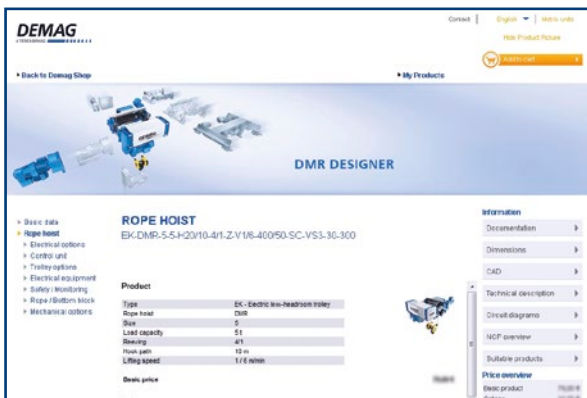 Contact | English | Metric units
DEMAG
Hide Product Picture
Add to cart
Back to Demag Shop
My Products
DEMAG
DMR DESIGNER
Basic data
Rope hoist
Electrical options
Control unit
Trolley options
Electrical equipment
Safety / Monitoring
Rope / Bottom block
Mechanical options
ROPE HOIST
EK-DMR-5-5-H20/10-4/1-Z-V1/6-400/50-SC-VS3-30-300
Product
Type EK - Electric low-headroom trolley
Rope hoist DMR
Size 5
Load capacity 5 t
Reeving 4/1
Hook path 10 m
Lifting speed 1 / 6 m/min
Basic price
Information
Documentation
Dimensions
CAD
Technical description
Circuit diagrams
Suitable products
Price overview
Basic product